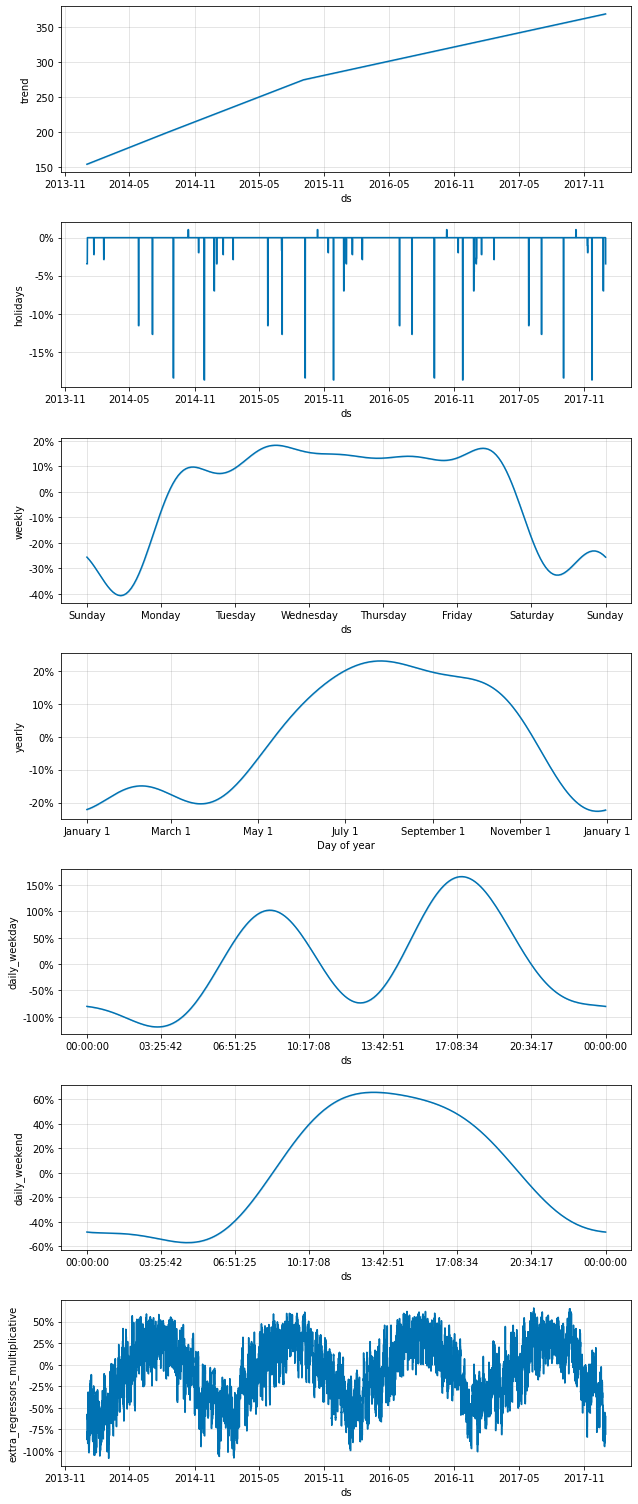 350
300
250
200
150
trend
2013-11 2014-05 2014-11 2015-05 2015-11 2016-05 2016-11 2017-05 2017-11
ds
0%
-5%
-10%
-15%
holidays
2013-11 2014-05 2014-11 2015-05 2015-11 2016-05 2016-11 2017-05 2017-11
ds
20%
10%
0%
-10%
-20%
-30%
-40%
weekly
Sunday Monday Tuesday Wednesday Thursday Friday Saturday Sunday
ds
20%
10%
0%
-10%
-20%
yearly
January 1 March 1 May 1 July 1 September 1 November 1 January 1
Day of year
150%
100%
50%
0%
-50%
-100%
daily_weekday
00:00:00 03:25:42 06:51:25 10:17:08 13:42:51 17:08:34 20:34:17 00:00:00
ds
60%
40%
20%
0%
-20%
-40%
-60%
daily_weekend
00:00:00 03:25:42 06:51:25 10:17:08 13:42:51 17:08:34 20:34:17 00:00:00
ds
50%
25%
0%
-25%
-50%
-75%
-100%
extra_regressors_multiplicative
2013-11 2014-05 2014-11 2015-05 2015-11 2016-05 2016-11 2017-05 2017-11
ds